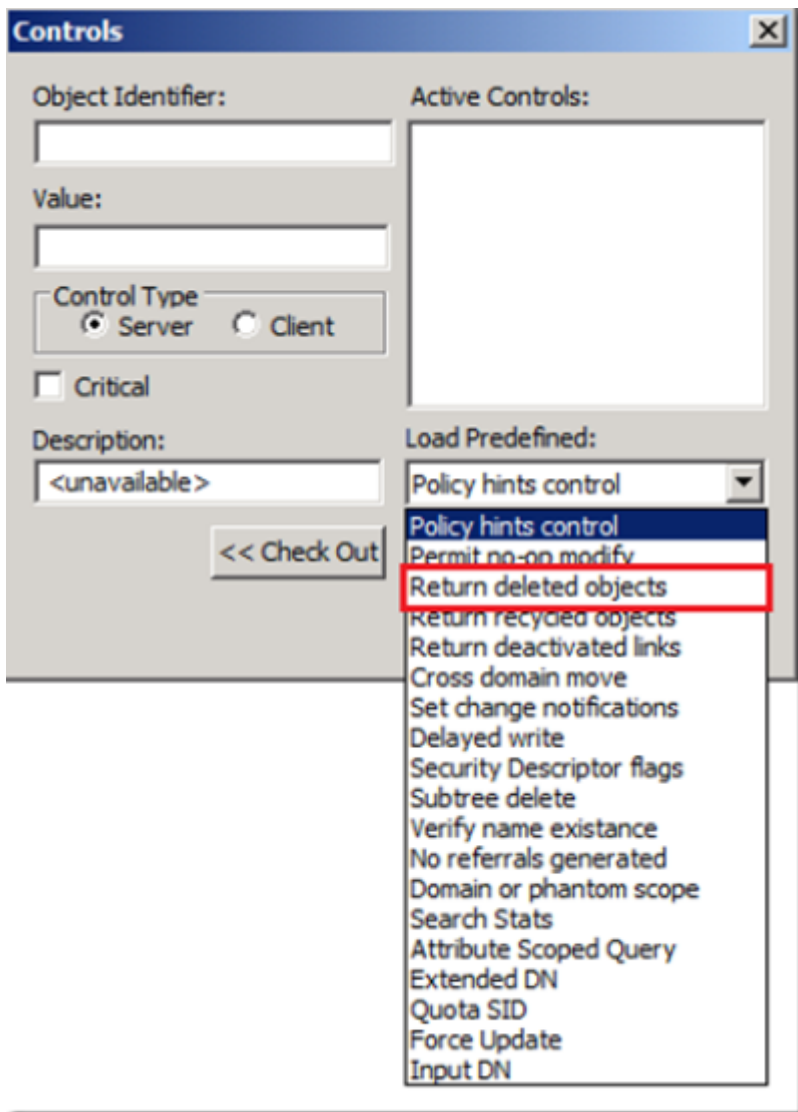 Controls
Object Identifier:
Value:
Control Type
Server
Client
Critical
Description:
<unavailable>
<< Check Out
Active Controls:
Load Predefined:
Policy hints control
Policy hints control
Permit no-op modify
Return deleted objects
Return recycled objects
Return deactivated links
Cross domain move
Set change notifications
Delayed write
Security Descriptor flags
Subtree delete
Verify name existance
No referrals generated
Domain or phantom scope
Search Stats
Attribute Scoped Query
Extended DN
Quota SID
Force Update
Input DN